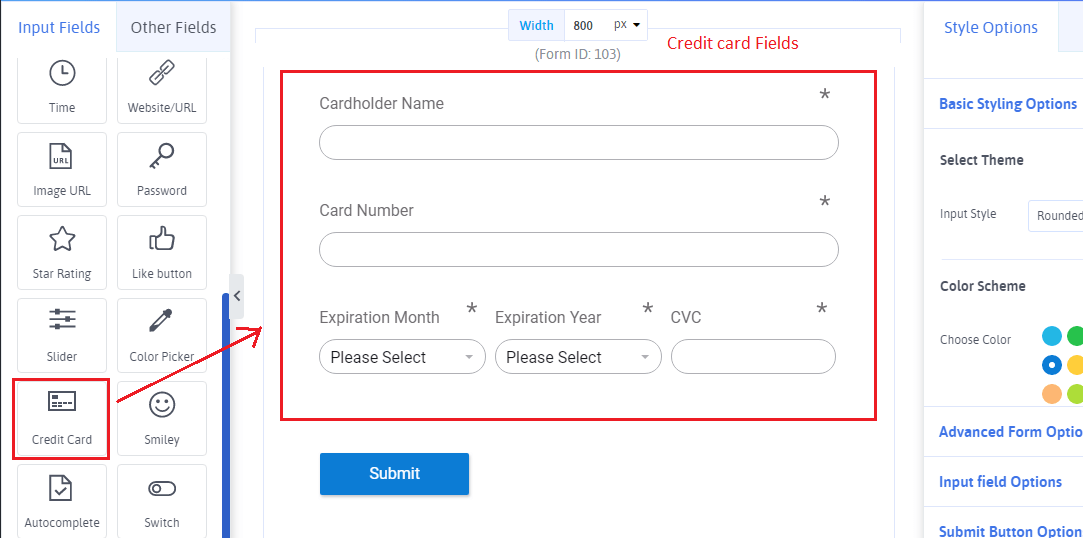 Input Fields
Other Fields
Time
Website/URL
URL
Image URL
Password
Star Rating
Like button
Slider
Color Picker
Credit Card
Smiley
Autocomplete
Switch
Width 800 px
(Form ID: 103)
Credit card Fields
Cardholder Name *
Card Number *
Expiration Month * Expiration Year * CVC *
Please Select Please Select
Submit
Style Options
Basic Styling Options
Select Theme
Input Style Rounded
Color Scheme
Choose Color
Advanced Form Optio
Input field Options
Submit Button Option